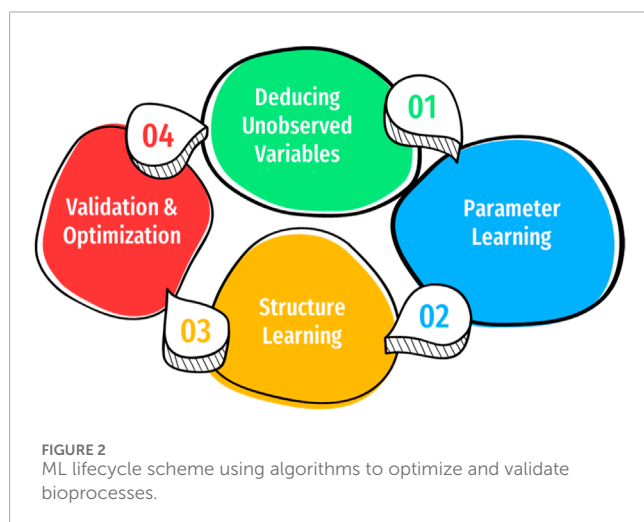 Deducing
Unobserved
Variables
01
Parameter
Learning
02
Structure
Learning
03
Validation &
Optimization
04
FIGURE 2
ML lifecycle scheme using algorithms to optimize and validate
bioprocesses.